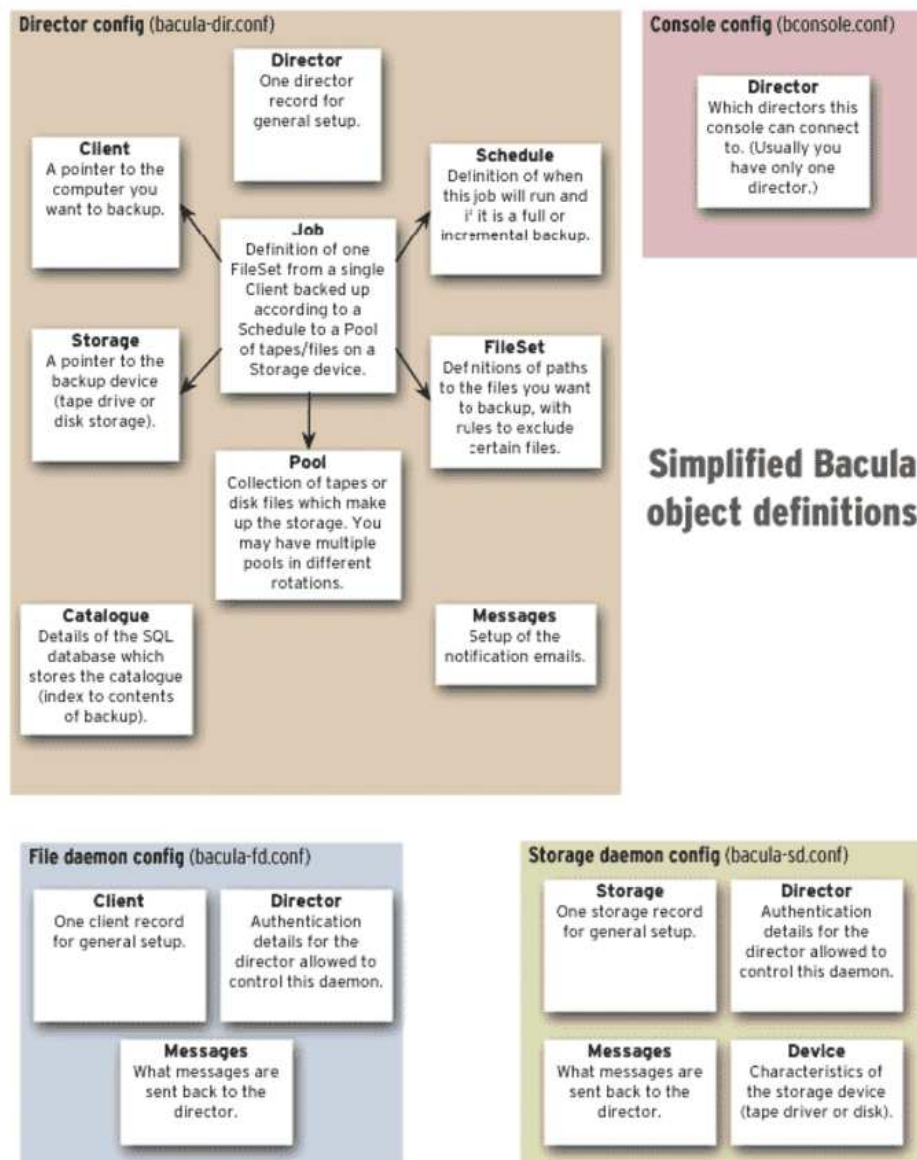 Director config (bacula-dir.conf)
Director
One director
record for
general setup.
Client
A pointer to the
computer you
want to backup.
Schedule
Definition of when
this job will run and
if it is a full or
incremental backup.
Job
Definition of one
FileSet from a single
Client backed up
according to a
Schedule to a Pool
of tapes/files on a
Storage device.
Storage
A pointer to the
backup device
(tape drive or
disk storage).
FileSet
Definitions of paths
to the files you want
to backup, with
rules to exclude
certain files.
Pool
Collection of tapes or
disk files which make
up the storage. You
may have multiple
pools in different
rotations.
Catalogue
Details of the SQL
database which
stores the catalogue
(index to contents
of backup).
Messages
Setup of the
notification emails.
Console config (bconsole.conf)
Director
Which directors this
console can connect
to. (Usually you
have only one
director.)
Simplified Bacula
object definitions
File daemon config (bacula-fd.conf)
Client
One client record
for general setup.
Director
Authentication
details for the
director allowed to
control this daemon.
Messages
What messages are
sent back to the
director.
Storage daemon config (bacula-sd.conf)
Storage
One storage record
for general setup.
Director
Authentication
details for the
director allowed to
control this daemon.
Messages
What messages are
sent back to the
director.
Device
Characteristics of
the storage device
(tape driver or disk).